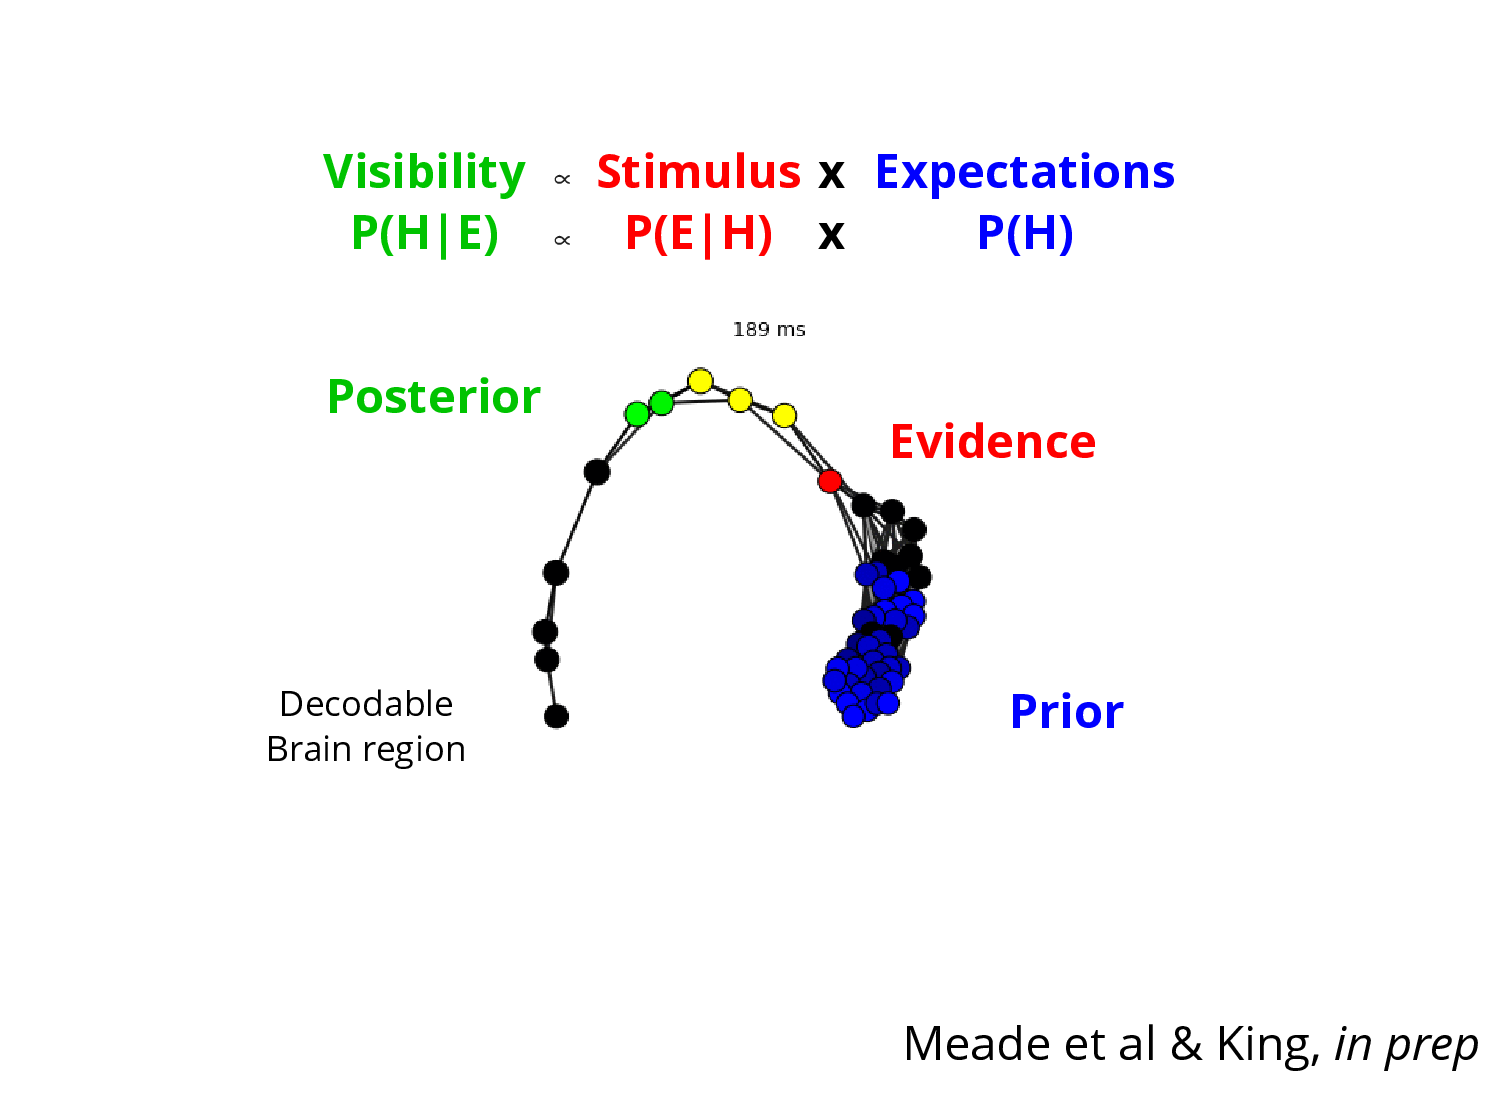 Visibility ∝ Stimulus x Expectations
P(H|E) ∝ P(E|H) x P(H)
189 ms
Posterior
Evidence
Decodable
Brain region
Prior
Meade et al & King, in prep